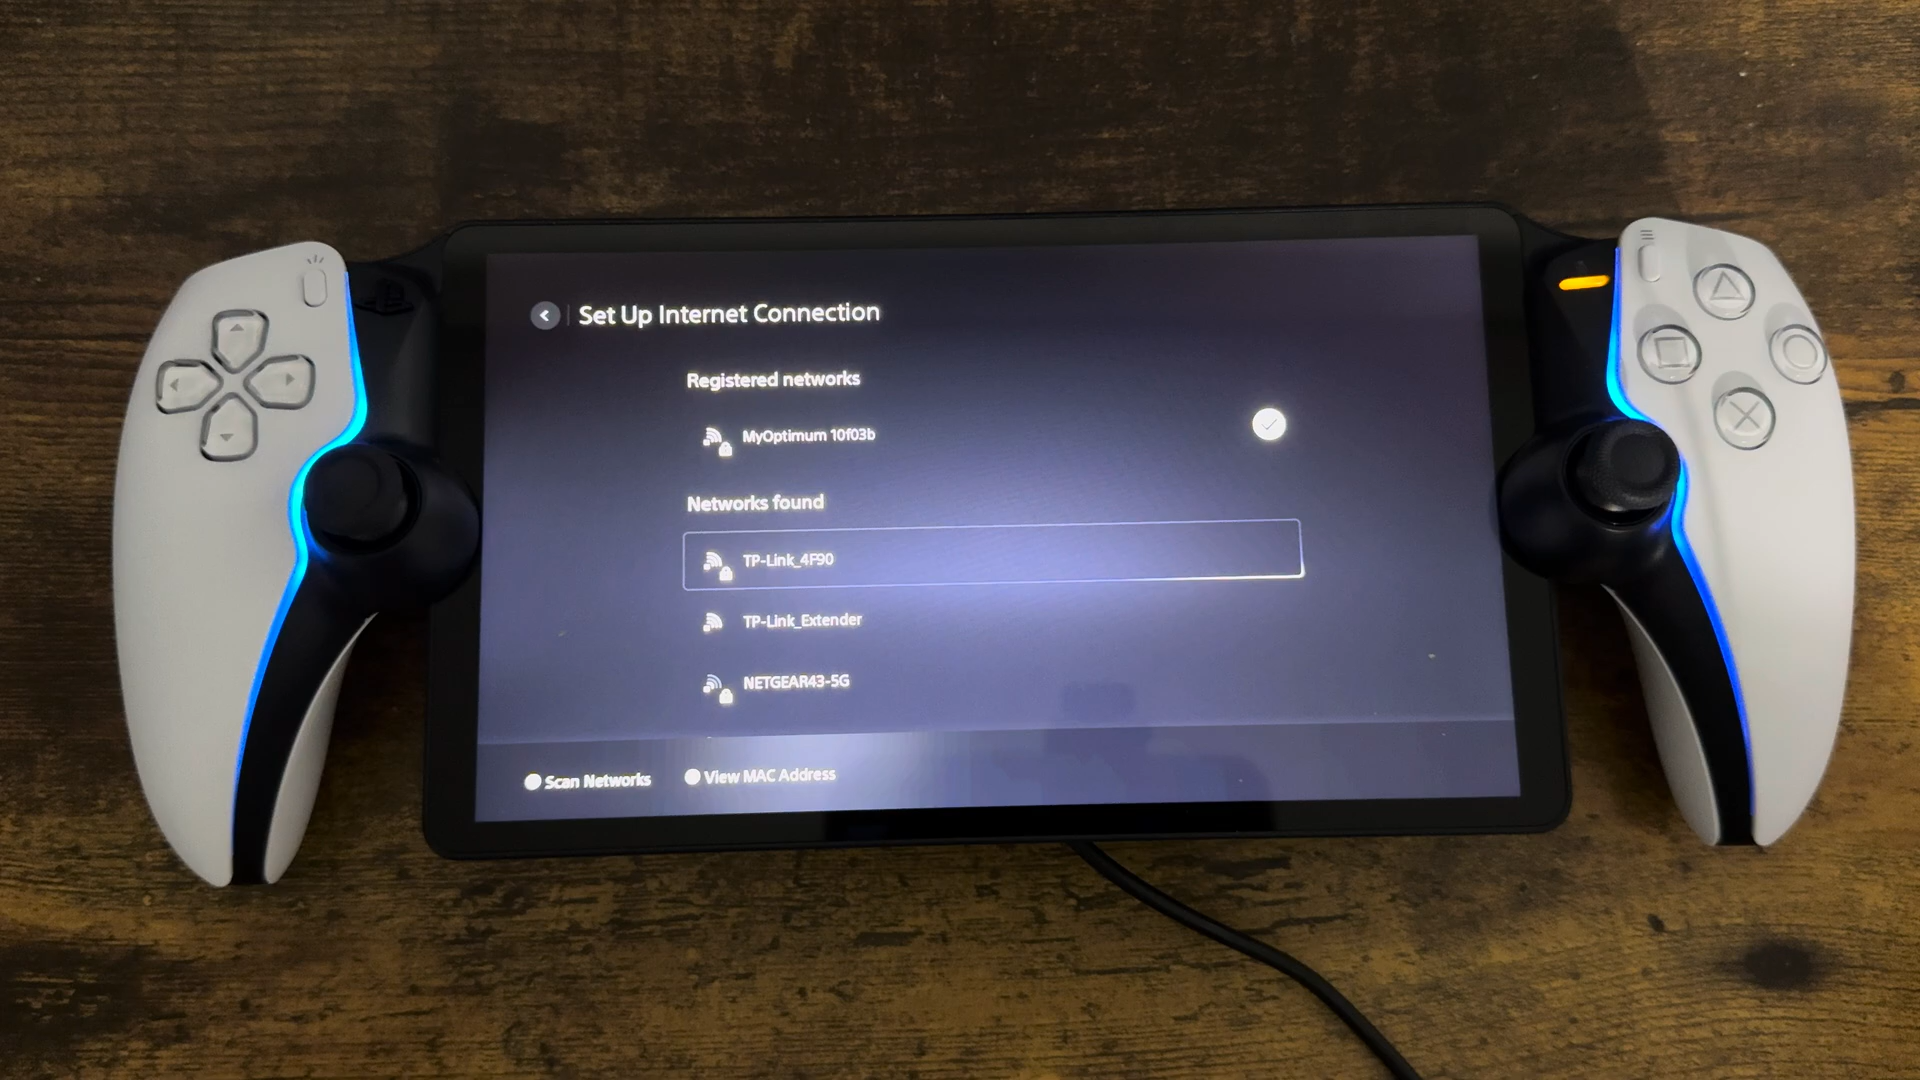 Set Up Internet Connection
Registered networks
MyOptimum 10f03b
Networks found
TP-Link_4F90
TP-Link_Extender
NETGEAR43-5G
Scan Networks
View MAC Address